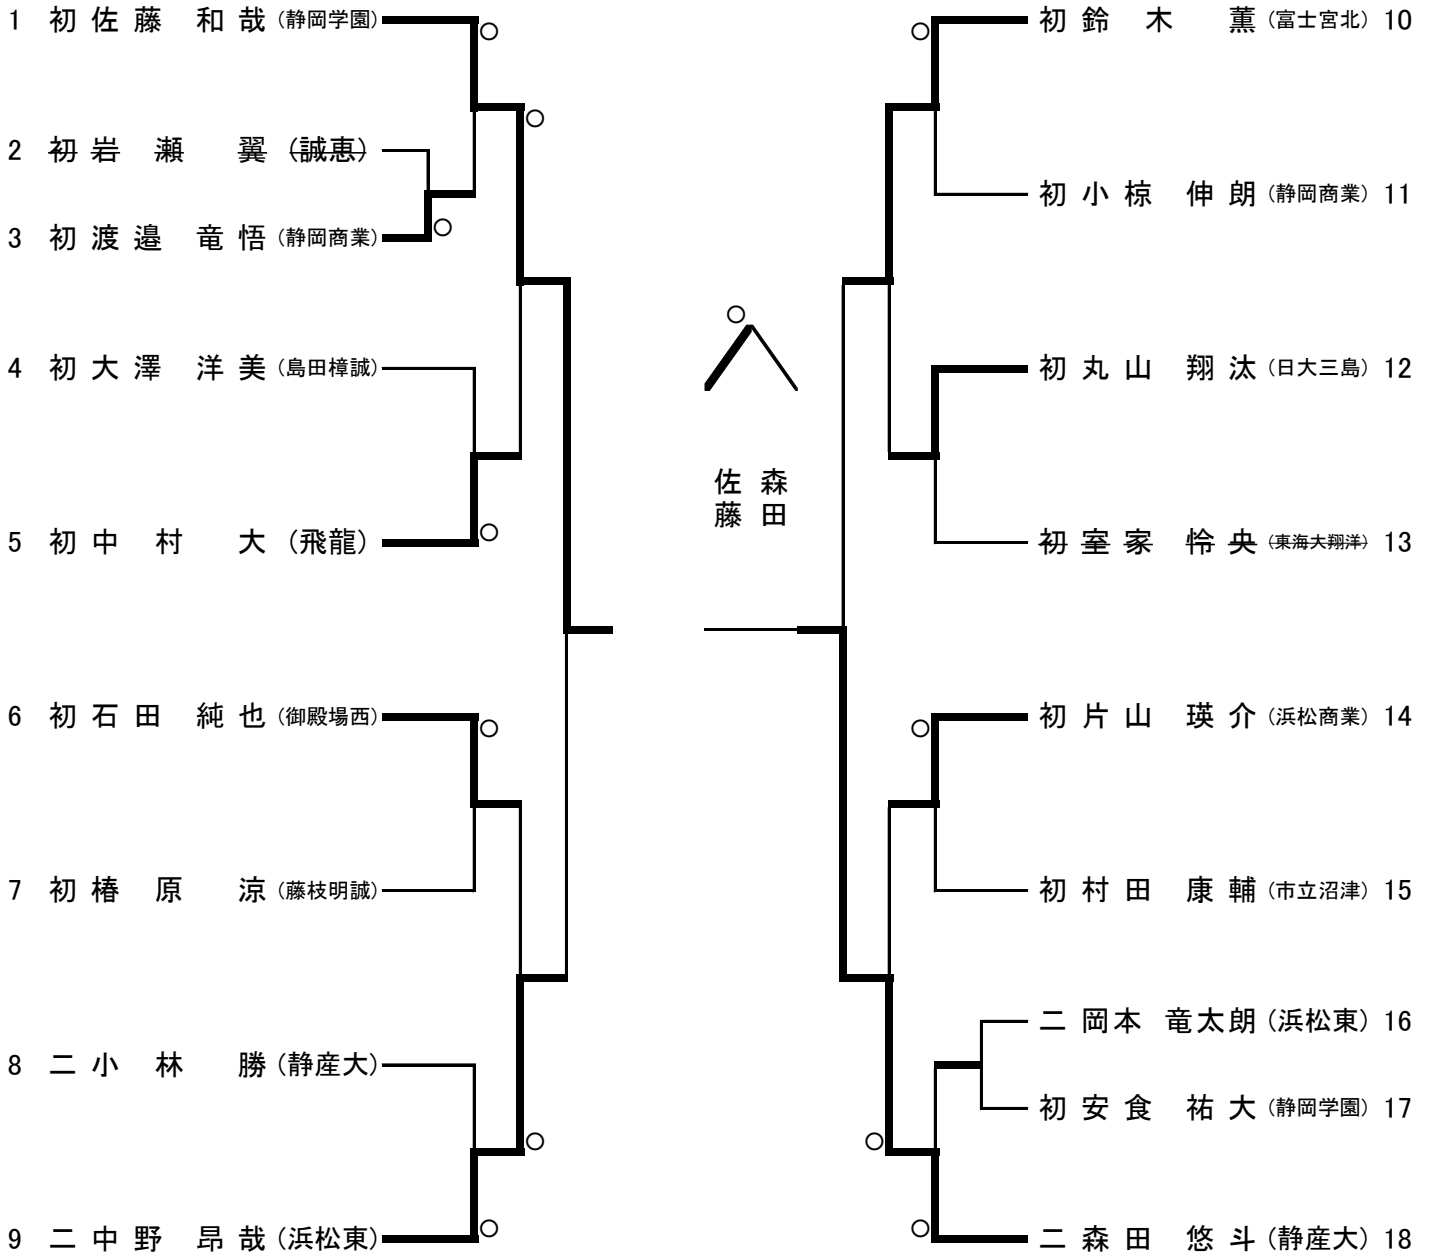 1 初 佐藤 和哉 (静岡学園)
2 初 岩瀬 翼 (誠恵)
3 初 渡邉 竜悟 (静岡商業)
4 初 大澤 洋美 (島田樟誠)
5 初 中村 大 (飛龍)
6 初 石田 純也 (御殿場西)
7 初 椿原 涼 (藤枝明誠)
8 二 小林 勝 (静産大)
9 二 中野 昂哉 (浜松東)
佐藤
森田
初 鈴木 薫 (富士宮北) 10
初 小椋 伸朗 (静岡商業) 11
初 丸山 翔汰 (日大三島) 12
初 室家 怜央 (東海大翔洋) 13
初 片山 瑛介 (浜松商業) 14
初 村田 康輔 (市立沼津) 15
二 岡本 竜太朗 (浜松東) 16
初 安食 祐大 (静岡学園) 17
二 森田 悠斗 (静産大) 18